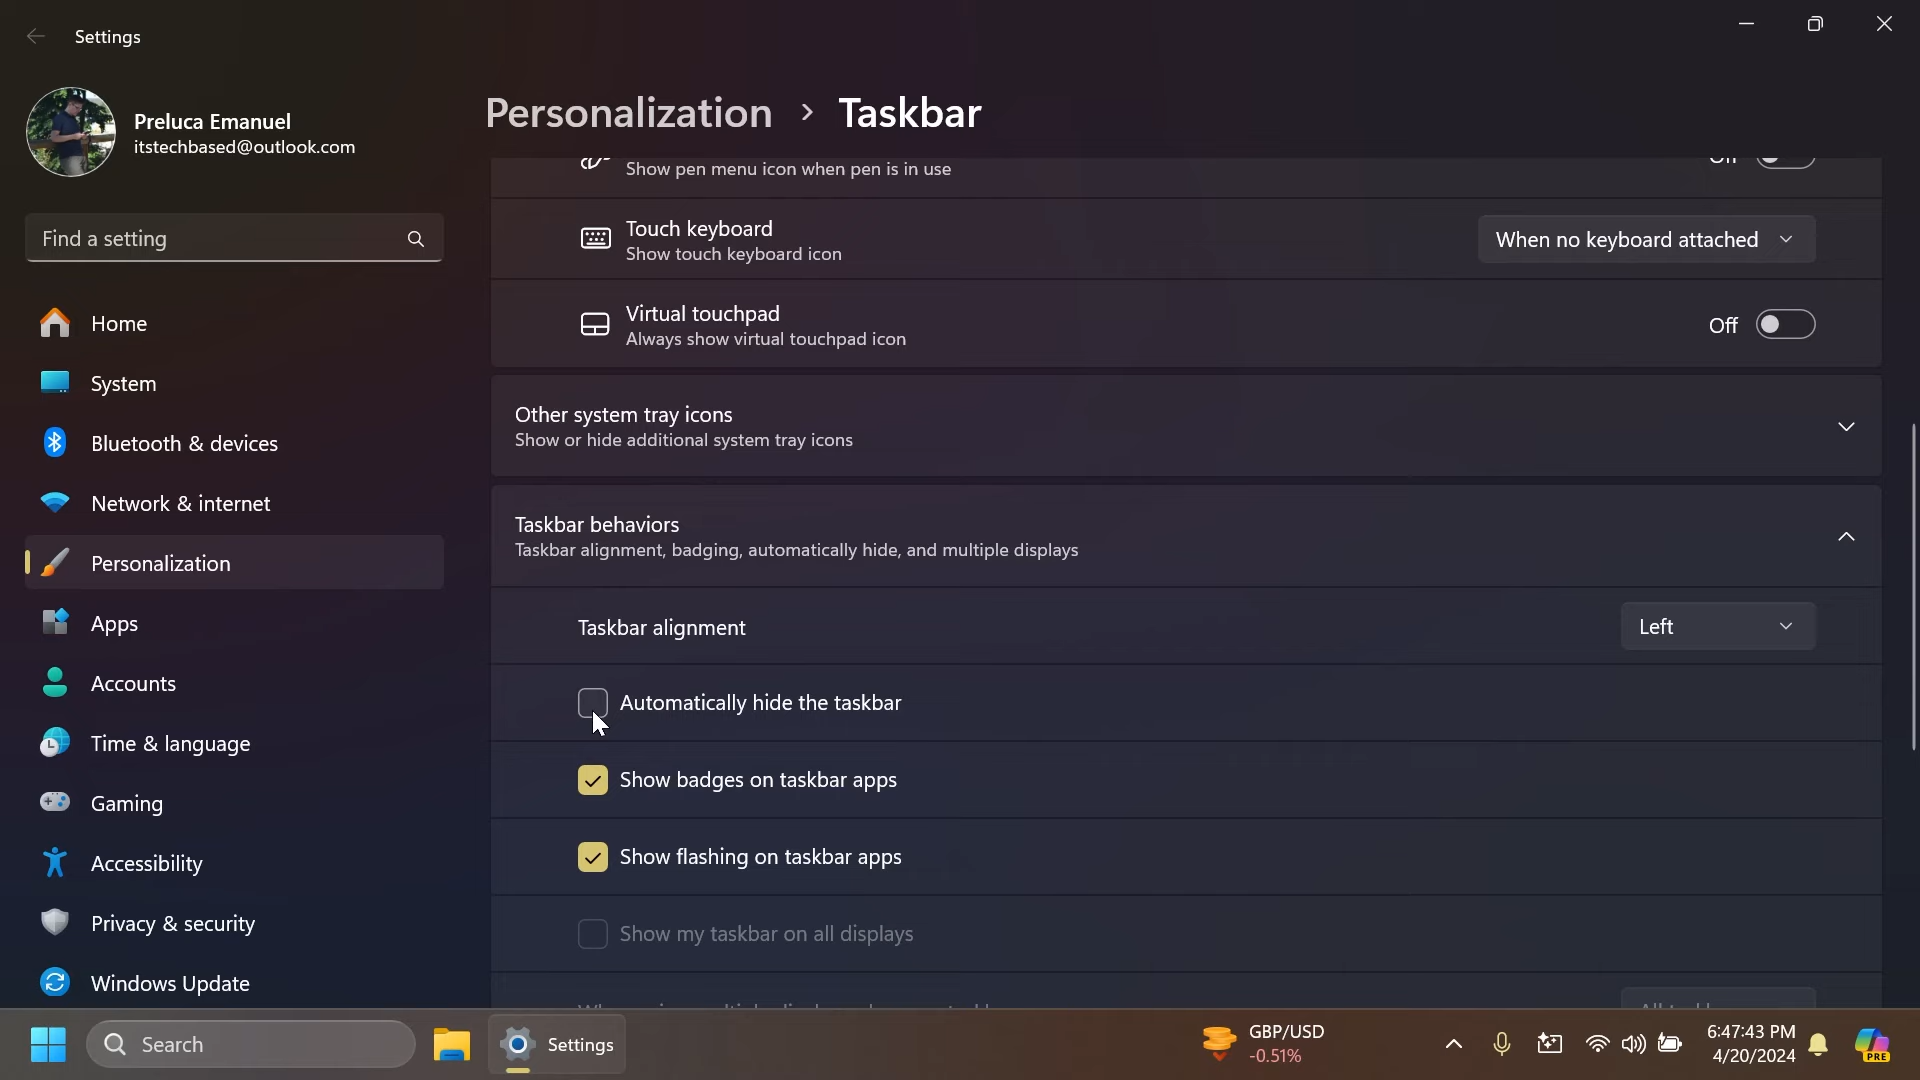 Settings
Preluca Emanuel
itstechbased@outlook.com
Find a setting
Home
System
Bluetooth & devices
Network & internet
Personalization
Apps
Accounts
Time & language
Gaming
Accessibility
Privacy & security
Windows Update
Personalization > Taskbar
Show pen menu icon when pen is in use
Off
Touch keyboard
Show touch keyboard icon
When no keyboard attached
Virtual touchpad
Always show virtual touchpad icon
Off
Other system tray icons
Show or hide additional system tray icons
Taskbar behaviors
Taskbar alignment, badging, automatically hide, and multiple displays
Taskbar alignment
Left
Automatically hide the taskbar
Show badges on taskbar apps
Show flashing on taskbar apps
Show my taskbar on all displays
Search
Settings
GBP/USD
-0.51%
6:47:43 PM
4/20/2024
PRE